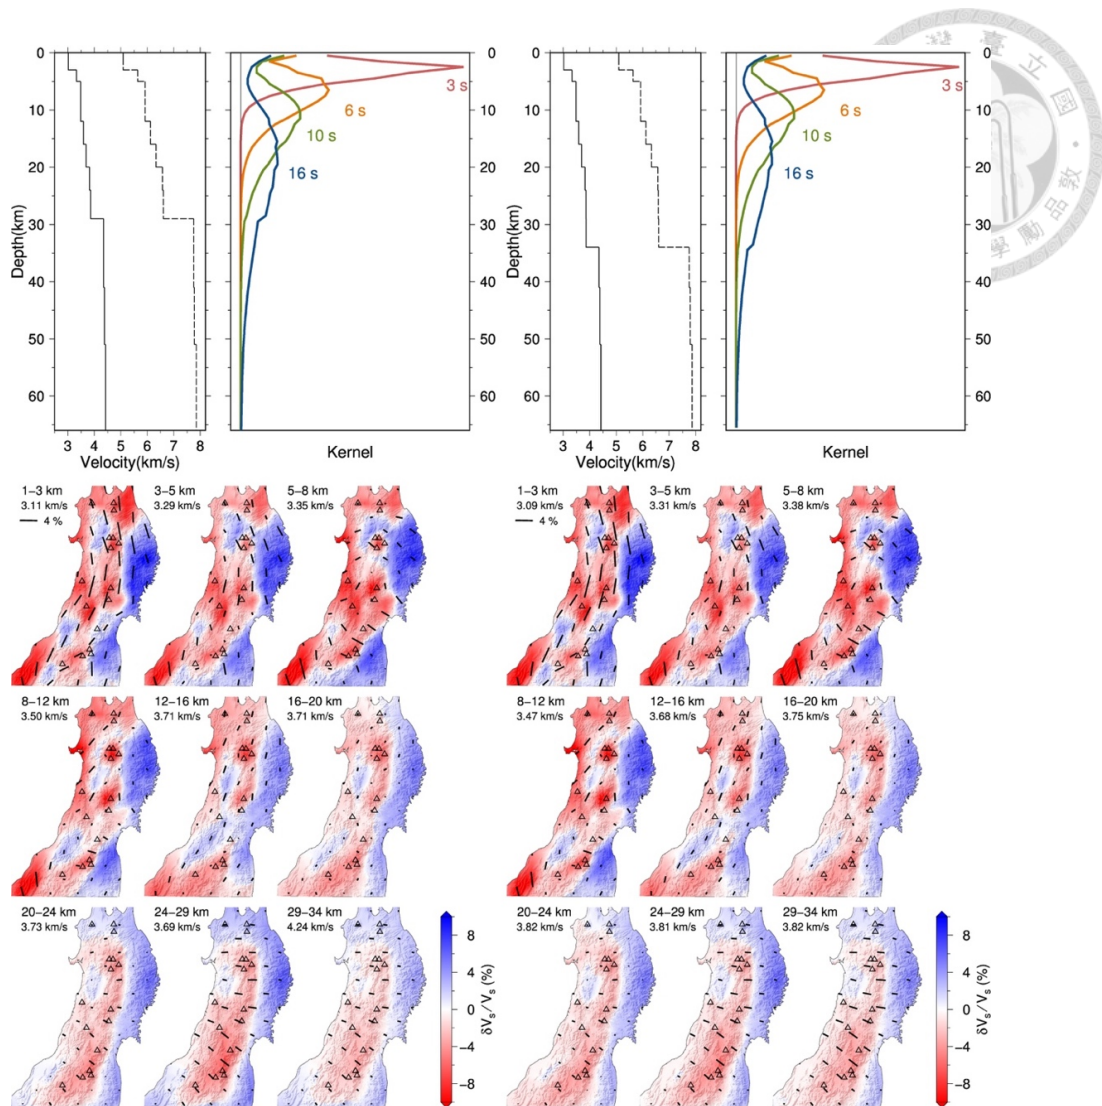 0
10
20
30
40
50
60
Depth(km)
3 4 5 6 7 8
Velocity(km/s)
3 s
6 s
10 s
16 s
0
10
20
30
40
50
60
Kernel
0
10
20
30
40
50
60
Depth(km)
3 4 5 6 7 8
Velocity(km/s)
3 s
6 s
10 s
16 s
0
10
20
30
40
50
60
Kernel
臺
立
國
敦
品
勵
學
1–3 km
3.11 km/s
4 %
3–5 km
3.29 km/s
5–8 km
3.35 km/s
8–12 km
3.50 km/s
12–16 km
3.71 km/s
16–20 km
3.71 km/s
20–24 km
3.73 km/s
24–29 km
3.69 km/s
29–34 km
4.24 km/s
8
4
0
−4
−8
δVs/Vs (%)
1–3 km
3.09 km/s
4 %
3–5 km
3.31 km/s
5–8 km
3.38 km/s
8–12 km
3.47 km/s
12–16 km
3.68 km/s
16–20 km
3.75 km/s
20–24 km
3.82 km/s
24–29 km
3.81 km/s
29–34 km
3.82 km/s
8
4
0
−4
−8
δVs/Vs (%)